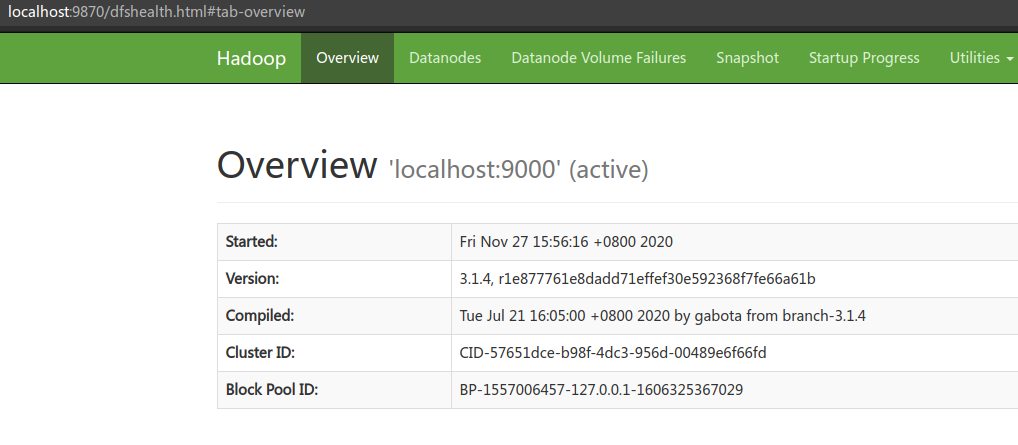 localhost:9870/dfshealth.html#tab-overview
Hadoop Overview Datanodes Datanode Volume Failures Snapshot Startup Progress Utilities
Overview 'localhost:9000' (active)
Started: Fri Nov 27 15:56:16 +0800 2020
Version: 3.1.4, r1e877761e8dadd71effef30e592368f7fe66a61b
Compiled: Tue Jul 21 16:05:00 +0800 2020 by gabota from branch-3.1.4
Cluster ID: CID-57651dce-b98f-4dc3-956d-00489e6f66fd
Block Pool ID: BP-1557006457-127.0.0.1-1606325367029